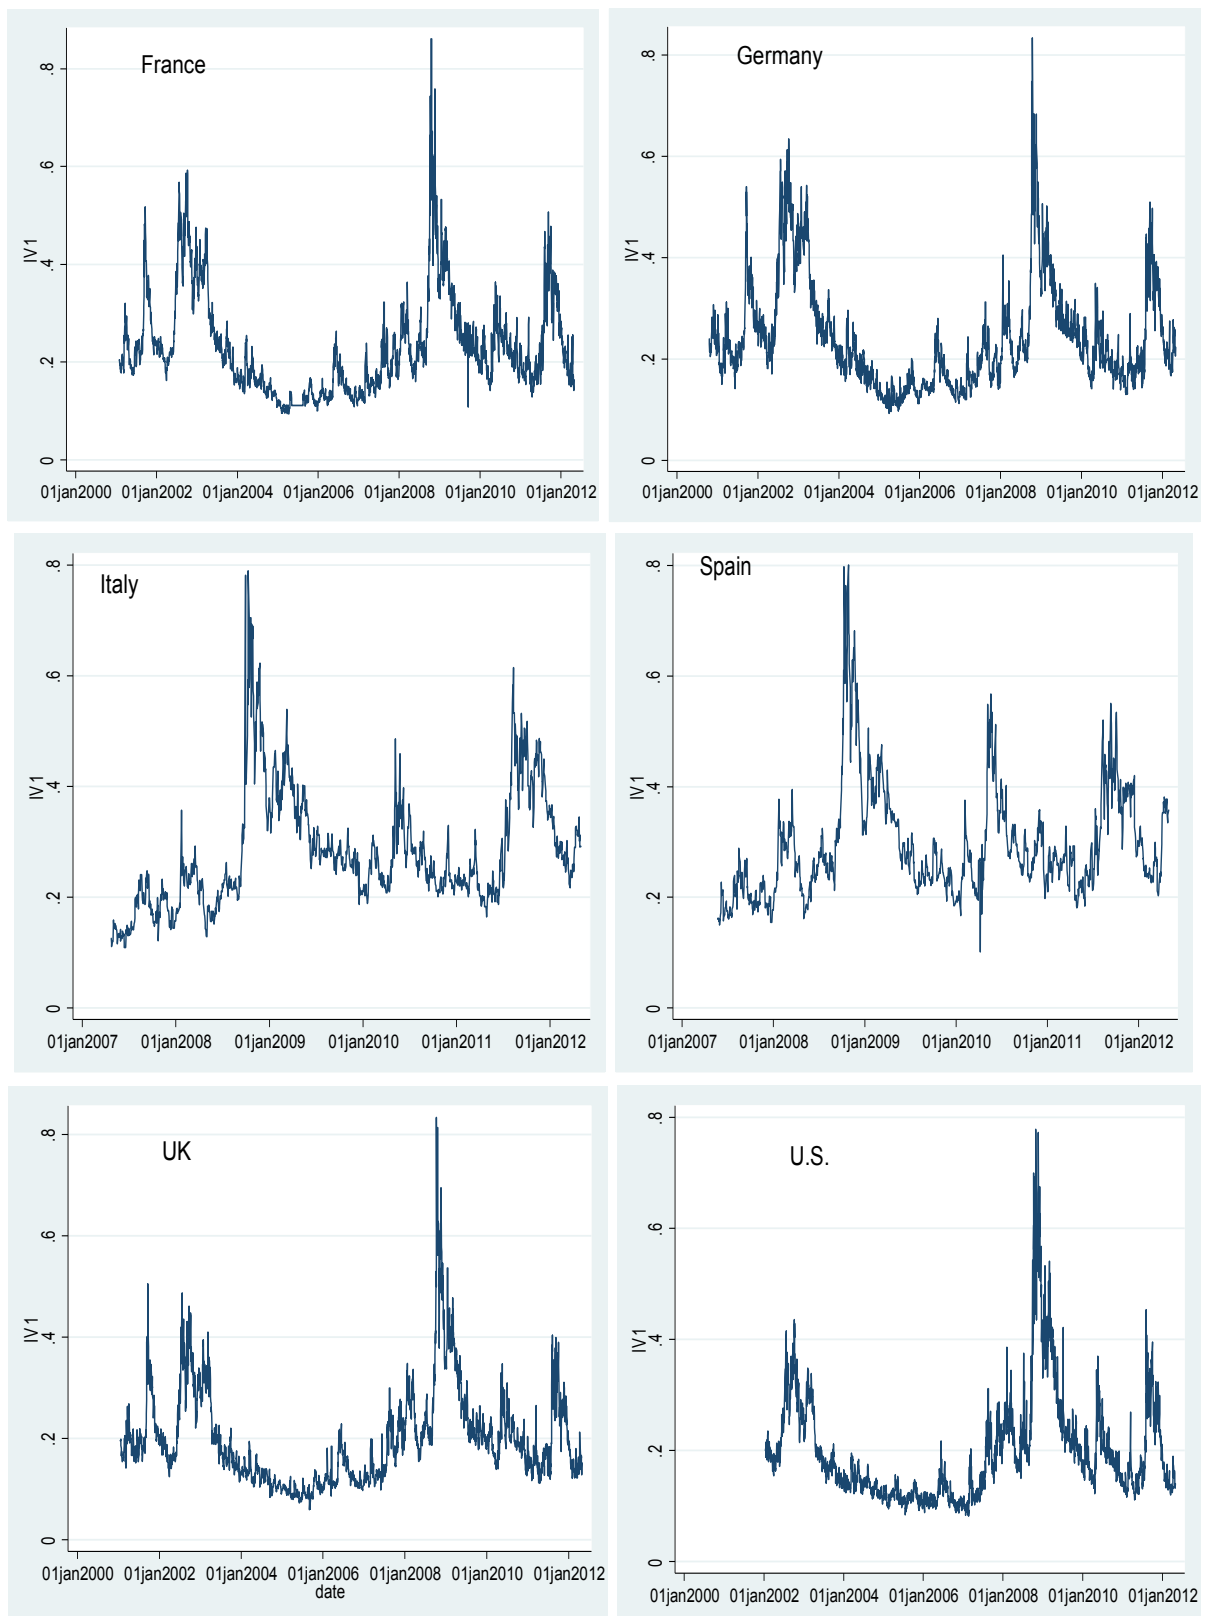 France
.8
.6
.4
.2
0
IV1
01jan2000 01jan2002 01jan2004 01jan2006 01jan2008 01jan2010 01jan2012
Germany
.8
.6
.4
.2
0
IV1
01jan2000 01jan2002 01jan2004 01jan2006 01jan2008 01jan2010 01jan2012
Italy
.8
.6
.4
.2
0
IV1
01jan2007 01jan2008 01jan2009 01jan2010 01jan2011 01jan2012
Spain
.8
.6
.4
.2
0
IV1
01jan2007 01jan2008 01jan2009 01jan2010 01jan2011 01jan2012
UK
.8
.6
.4
.2
0
IV1
01jan2000 01jan2002 01jan2004 01jan2006 01jan2008 01jan2010 01jan2012
date
U.S.
.8
.6
.4
.2
0
IV1
01jan2000 01jan2002 01jan2004 01jan2006 01jan2008 01jan2010 01jan2012